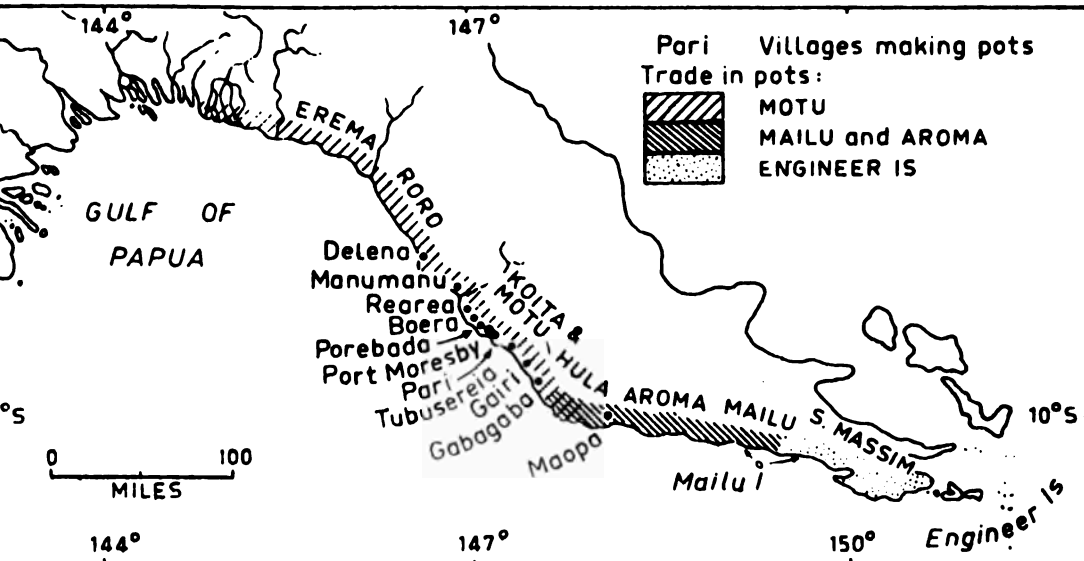 144°
147°
Pari Villages making pots
Trade in pots:
MOTU
MAILU and AROMA
ENGINEER IS
EREMA
RORO
GULF OF
PAPUA
Delena
Manumanu
KOITA &
MOTU
Rearea
Boera
Porebada
Port Moresby
Pari
Tubusereia
Gairi
Gabagaba
HULA
AROMA MAILU
S. MASSIM
Maopa
Mailu i
10°S
°S
0 100
MILES
Engineer Is
144°
147°
150°